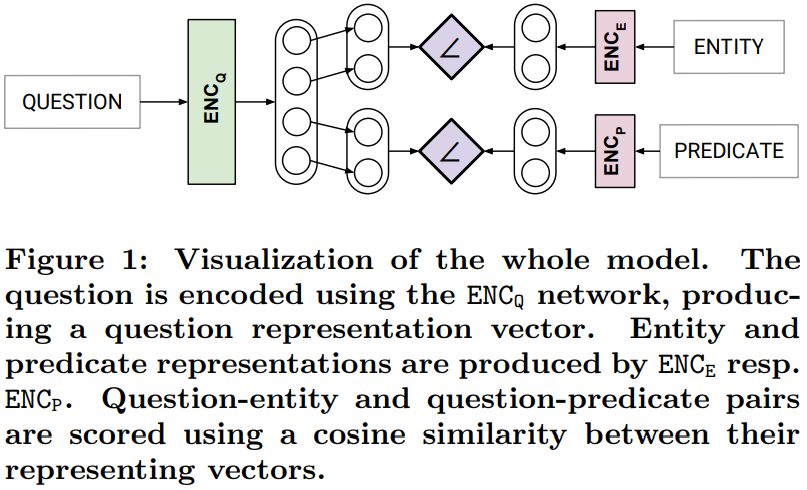 QUESTION
ENCQ
∠
ENCE
ENTITY
∠
ENCP
PREDICATE
Figure 1: Visualization of the whole model. The
question is encoded using the ENCQ network, produc-
ing a question representation vector. Entity and
predicate representations are produced by ENCE resp.
ENCP. Question-entity and question-predicate pairs
are scored using a cosine similarity between their
representing vectors.